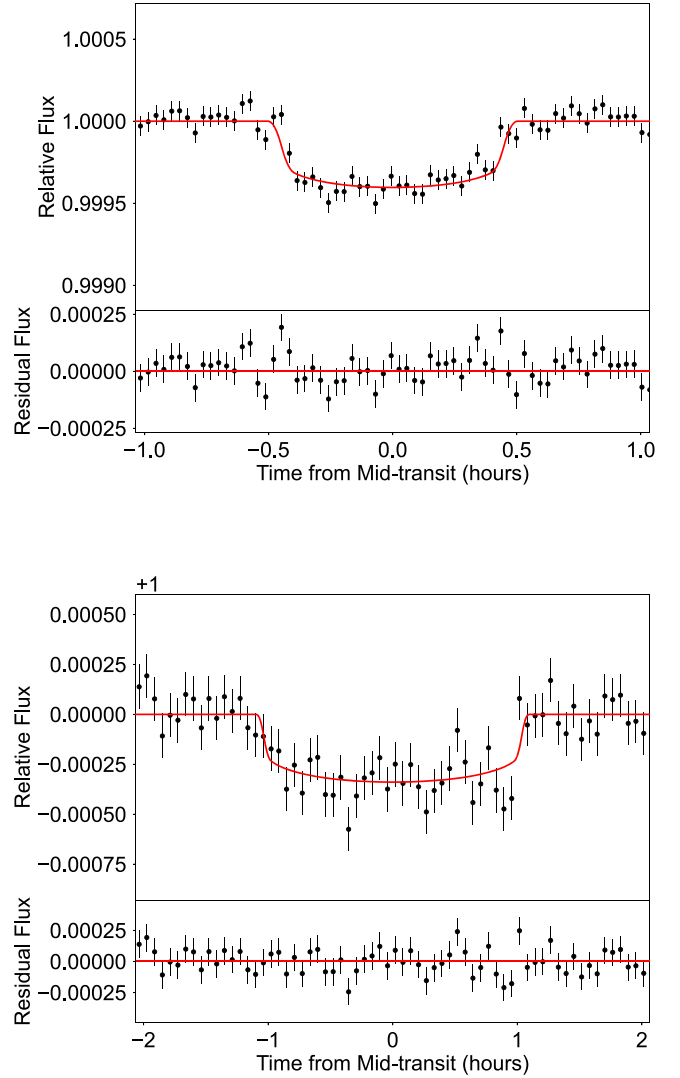 1.0005
1.0000
0.9995
0.9990
Relative Flux
0.00025
0.00000
−0.00025
Residual Flux
−1.0 −0.5 0.0 0.5 1.0
Time from Mid-transit (hours)
+1
0.00050
0.00025
0.00000
−0.00025
−0.00050
−0.00075
Relative Flux
0.00025
0.00000
−0.00025
Residual Flux
−2 −1 0 1 2
Time from Mid-transit (hours)